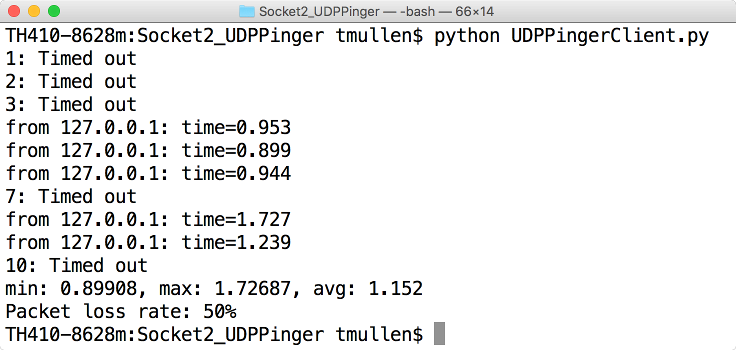 Socket2_UDPPinger — -bash — 66×14
TH410-8628m:Socket2_UDPPinger tmullen$ python UDPPingerClient.py
1: Timed out
2: Timed out
3: Timed out
from 127.0.0.1: time=0.953
from 127.0.0.1: time=0.899
from 127.0.0.1: time=0.944
7: Timed out
from 127.0.0.1: time=1.727
from 127.0.0.1: time=1.239
10: Timed out
min: 0.89908, max: 1.72687, avg: 1.152
Packet loss rate: 50%
TH410-8628m:Socket2_UDPPinger tmullen$